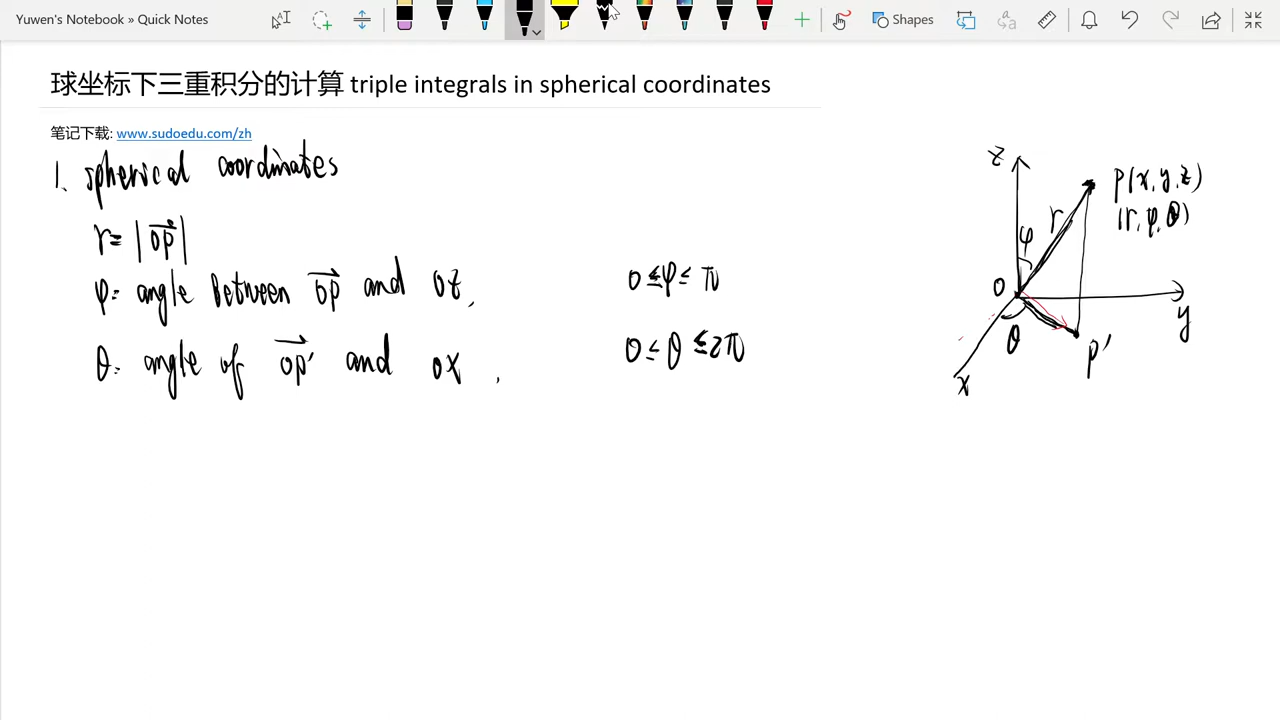 Yuwen's Notebook » Quick Notes
Shapes
球坐标下三重积分的计算 triple integrals in spherical coordinates
笔记下载: www.sudoedu.com/zh
1. spherical coordinates
r = |OP|
φ = angle between OP and OZ,
0 ≤ φ ≤ π
θ = angle of OP' and OX,
0 ≤ θ ≤ 2π
z
P(x, y, z)
(r, φ, θ)
r
φ
O
y
θ
P'
x